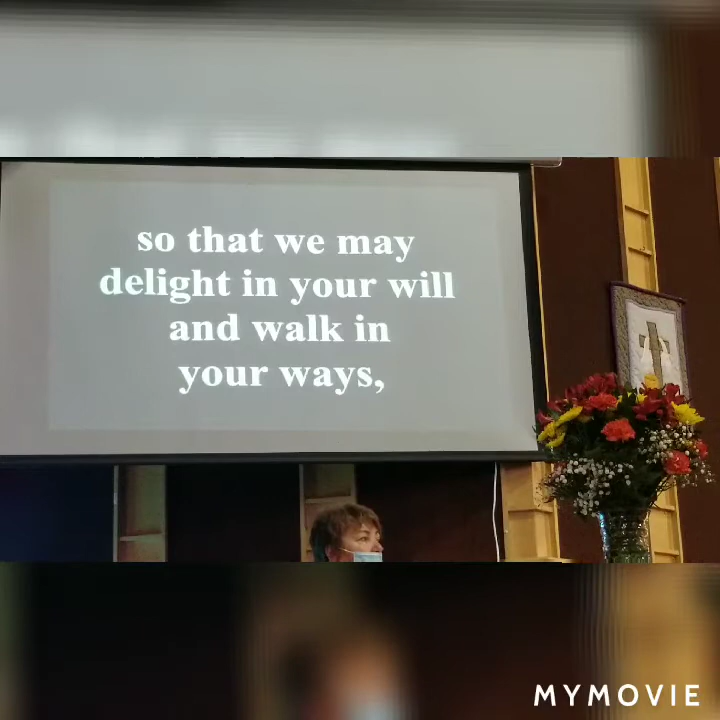 so that we may
delight in your will
and walk in
your ways,
MYMOVIE